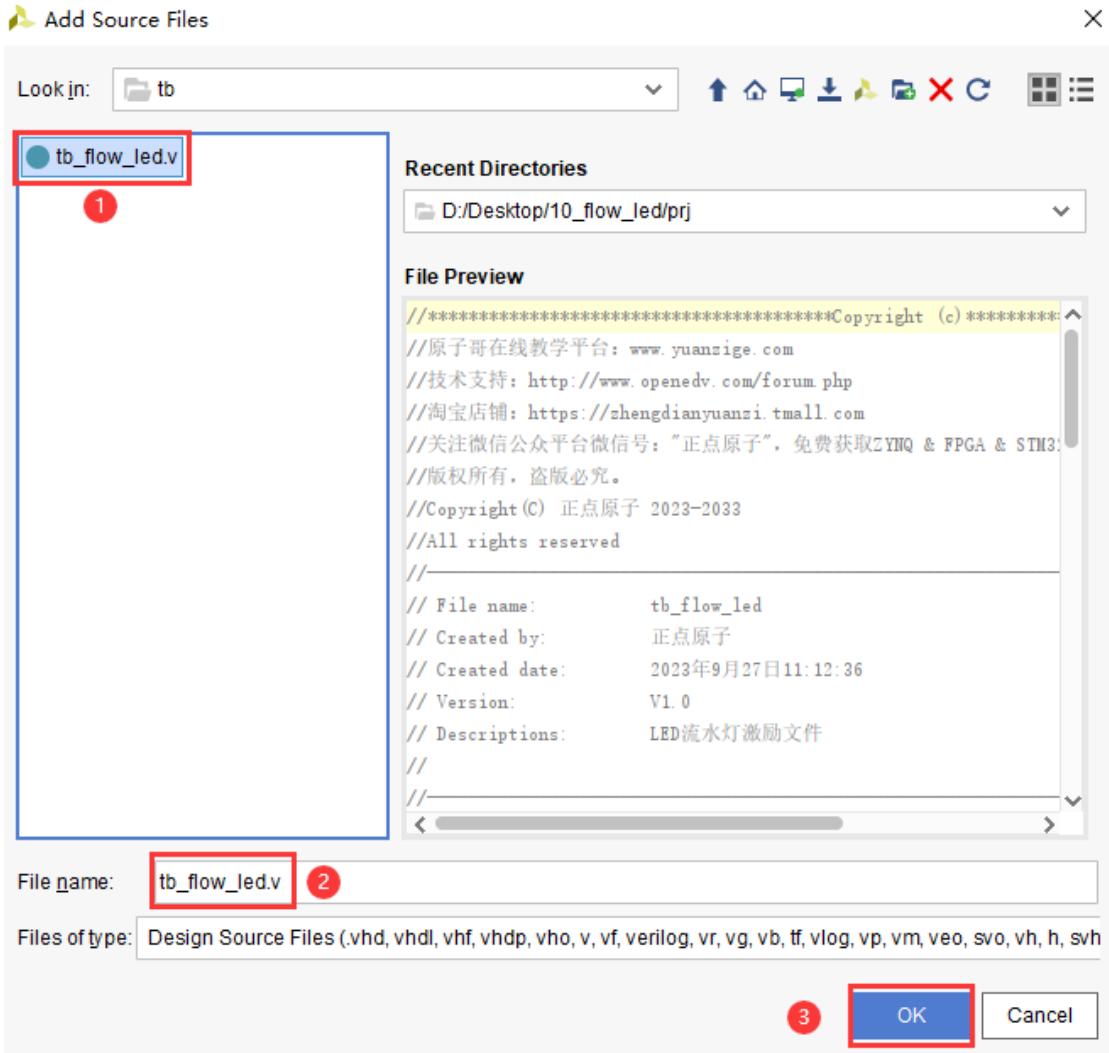 Add Source Files
Look in: tb
tb_flow_led.v
1
Recent Directories
D:/Desktop/10_flow_led/prj
File Preview
//****************************************Copyright (c)**********
//原子哥在线教学平台：www.yuanzige.com
//技术支持：http://www.openedv.com/forum.php
//淘宝店铺：https://zhengdianyuanzi.tmall.com
//关注微信公众平台微信号："正点原子"，免费获取ZYNQ & FPGA & STM32
//版权所有，盗版必究。
//Copyright(C) 正点原子 2023-2033
//All rights reserved
//----------------------------------------------------------------
// File name: tb_flow_led
// Created by: 正点原子
// Created date: 2023年9月27日11:12:36
// Version: V1.0
// Descriptions: LED流水灯激励文件
//
//----------------------------------------------------------------
File name: tb_flow_led.v 2
Files of type: Design Source Files (.vhd, vhdl, vhf, vhdp, vho, v, vf, verilog, vr, vg, vb, tf, vlog, vp, vm, veo, svo, vh, h, svh
3 OK Cancel